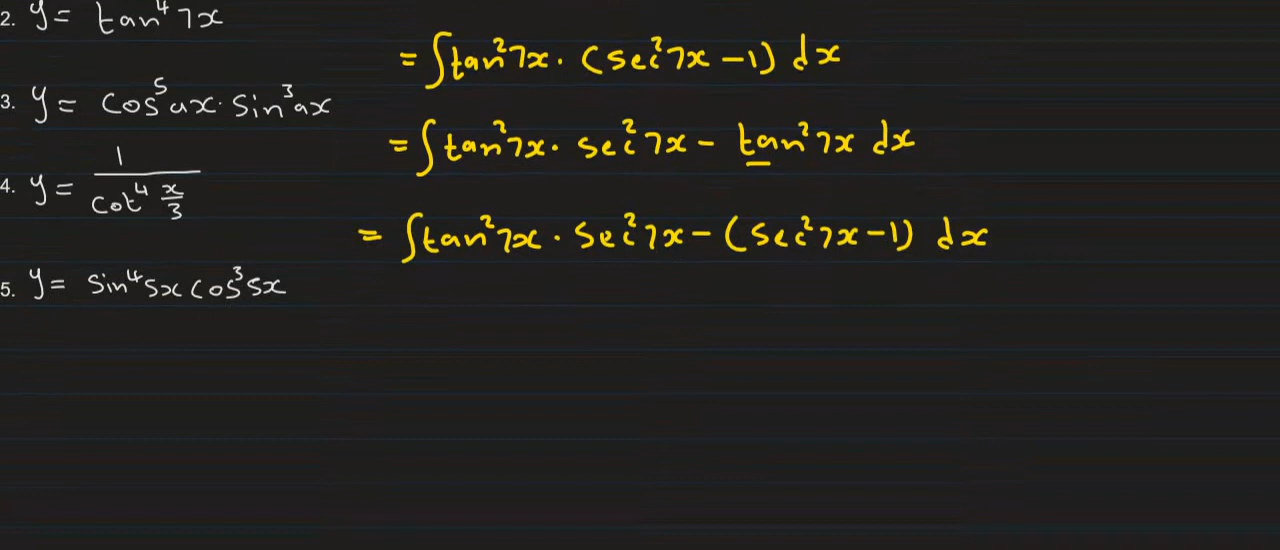 2. y = tan⁴ 7x
= ∫tan²7x · (sec²7x − 1) dx
3. y = cos⁵ax · sin³ax
= ∫tan²7x · sec²7x − tan²7x dx
4. y = 1/(cot⁴ x/3)
= ∫tan²7x · sec²7x − (sec²7x − 1) dx
5. y = sin⁴5x cos³5x